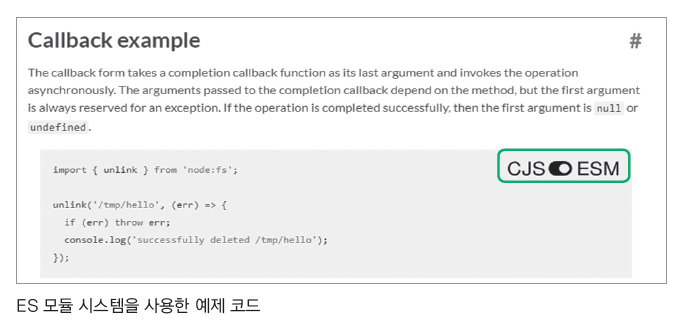 Callback example #
The callback form takes a completion callback function as its last argument and invokes the operation
asynchronously. The arguments passed to the completion callback depend on the method, but the first argument
is always reserved for an exception. If the operation is completed successfully, then the first argument is null or
undefined.
import { unlink } from 'node:fs';
CJS ESM
unlink('/tmp/hello', (err) => {
  if (err) throw err;
  console.log('successfully deleted /tmp/hello');
});
ES 모듈 시스템을 사용한 예제 코드